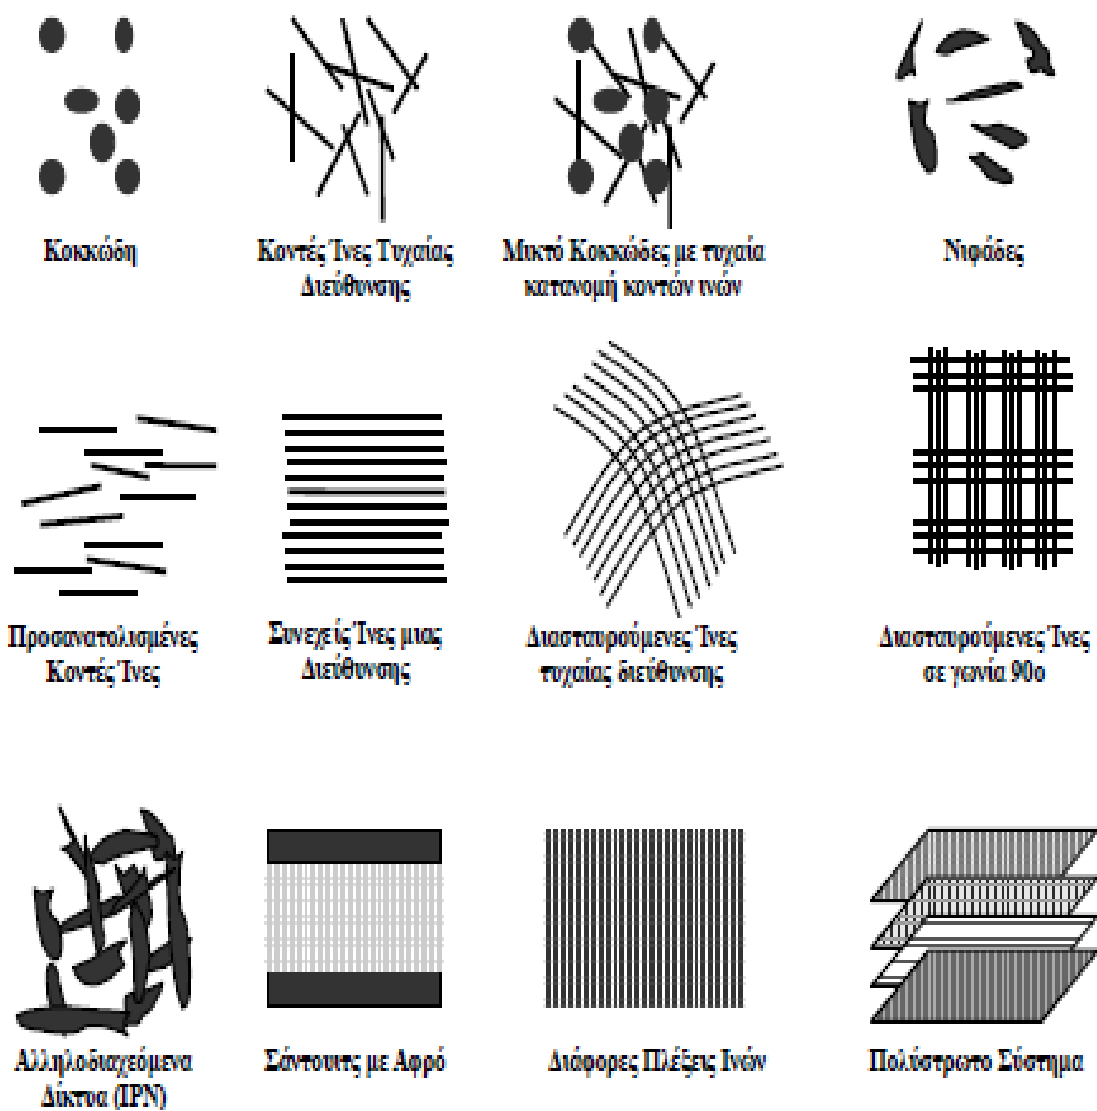 Κοκκώδη
Κοντές Ίνες Τυχαίας
Διεύθυνσης
Μικτό Κοκκώδες με τυχαία
κατανομή κοντών ινών
Νιφάδες
Προσανατολισμένες
Κοντές Ίνες
Συνεχείς Ίνες μιας
Διεύθυνσης
Διασταυρούμενες Ίνες
τυχαίας διεύθυνσης
Διασταυρούμενες Ίνες
σε γωνία 90ο
Αλληλοδιαχεόμενα
Δίκτυα (IPN)
Σάντουιτς με Αφρό
Διάφορες Πλέξεις Ινών
Πολύστρωτο Σύστημα